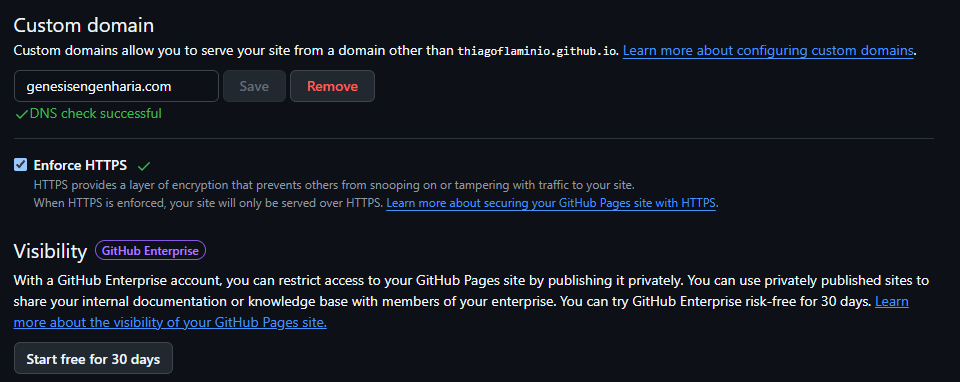 Custom domain
Custom domains allow you to serve your site from a domain other than thiagoflaminio.github.io. Learn more about configuring custom domains.
genesisengenharia.com Save Remove
DNS check successful
Enforce HTTPS
HTTPS provides a layer of encryption that prevents others from snooping on or tampering with traffic to your site.
When HTTPS is enforced, your site will only be served over HTTPS. Learn more about securing your GitHub Pages site with HTTPS.
Visibility GitHub Enterprise
With a GitHub Enterprise account, you can restrict access to your GitHub Pages site by publishing it privately. You can use privately published sites to
share your internal documentation or knowledge base with members of your enterprise. You can try GitHub Enterprise risk-free for 30 days. Learn
more about the visibility of your GitHub Pages site.
Start free for 30 days